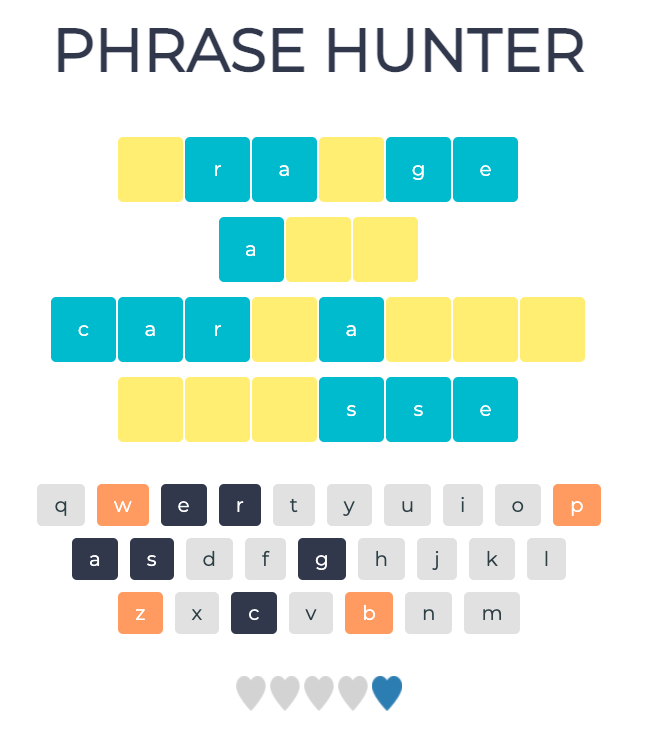 PHRASE HUNTER
r a g e
a
c a r a
s s e
q w e r t y u i o p
a s d f g h j k l
z x c v b n m